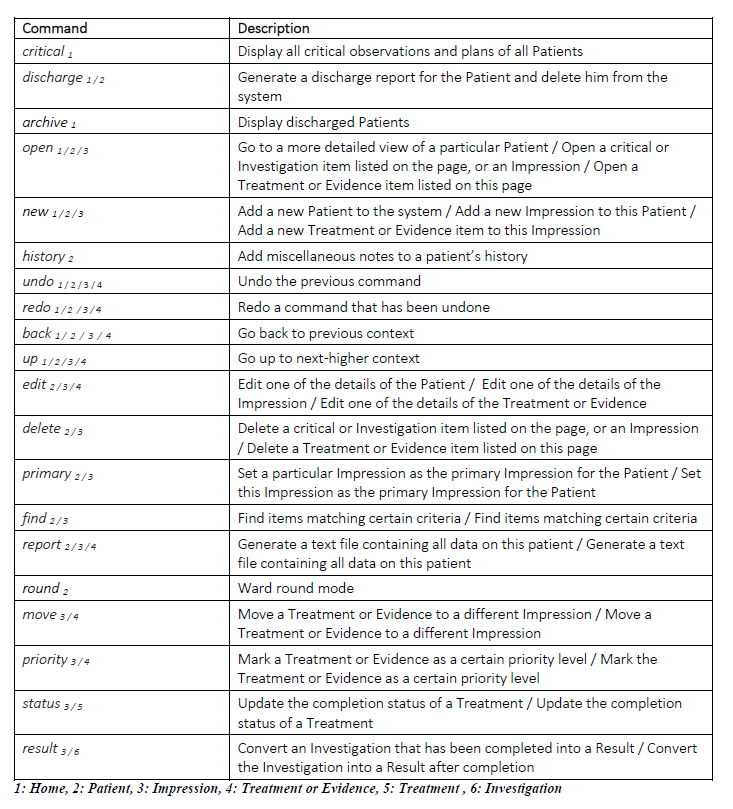 Command Description
critical 1 Display all critical observations and plans of all Patients
discharge 1/2 Generate a discharge report for the Patient and delete him from the
system
archive 1 Display discharged Patients
open 1/2/3 Go to a more detailed view of a particular Patient / Open a critical or
Investigation item listed on the page, or an Impression / Open a
Treatment or Evidence item listed on this page
new 1/2/3 Add a new Patient to the system / Add a new Impression to this Patient /
Add a new Treatment or Evidence item to this Impression
history 2 Add miscellaneous notes to a patient's history
undo 1/2/3/4 Undo the previous command
redo 1/2 /3/4 Redo a command that has been undone
back 1/ 2 / 3 / 4 Go back to previous context
up 1/2/3/4 Go up to next-higher context
edit 2/3/4 Edit one of the details of the Patient / Edit one of the details of the
Impression / Edit one of the details of the Treatment or Evidence
delete 2/3 Delete a critical or Investigation item listed on the page, or an Impression
/ Delete a Treatment or Evidence item listed on this page
primary 2/3 Set a particular Impression as the primary Impression for the Patient / Set
this Impression as the primary Impression for the Patient
find 2/3 Find items matching certain criteria / Find items matching certain criteria
report 2/3/4 Generate a text file containing all data on this patient / Generate a text
file containing all data on this patient
round 2 Ward round mode
move 3/4 Move a Treatment or Evidence to a different Impression / Move a
Treatment or Evidence to a different Impression
priority 3/4 Mark a Treatment or Evidence as a certain priority level / Mark the
Treatment or Evidence as a certain priority level
status 3/5 Update the completion status of a Treatment / Update the completion
status of a Treatment
result 3/6 Convert an Investigation that has been completed into a Result / Convert
the Investigation into a Result after completion
1: Home, 2: Patient, 3: Impression, 4: Treatment or Evidence, 5: Treatment , 6: Investigation